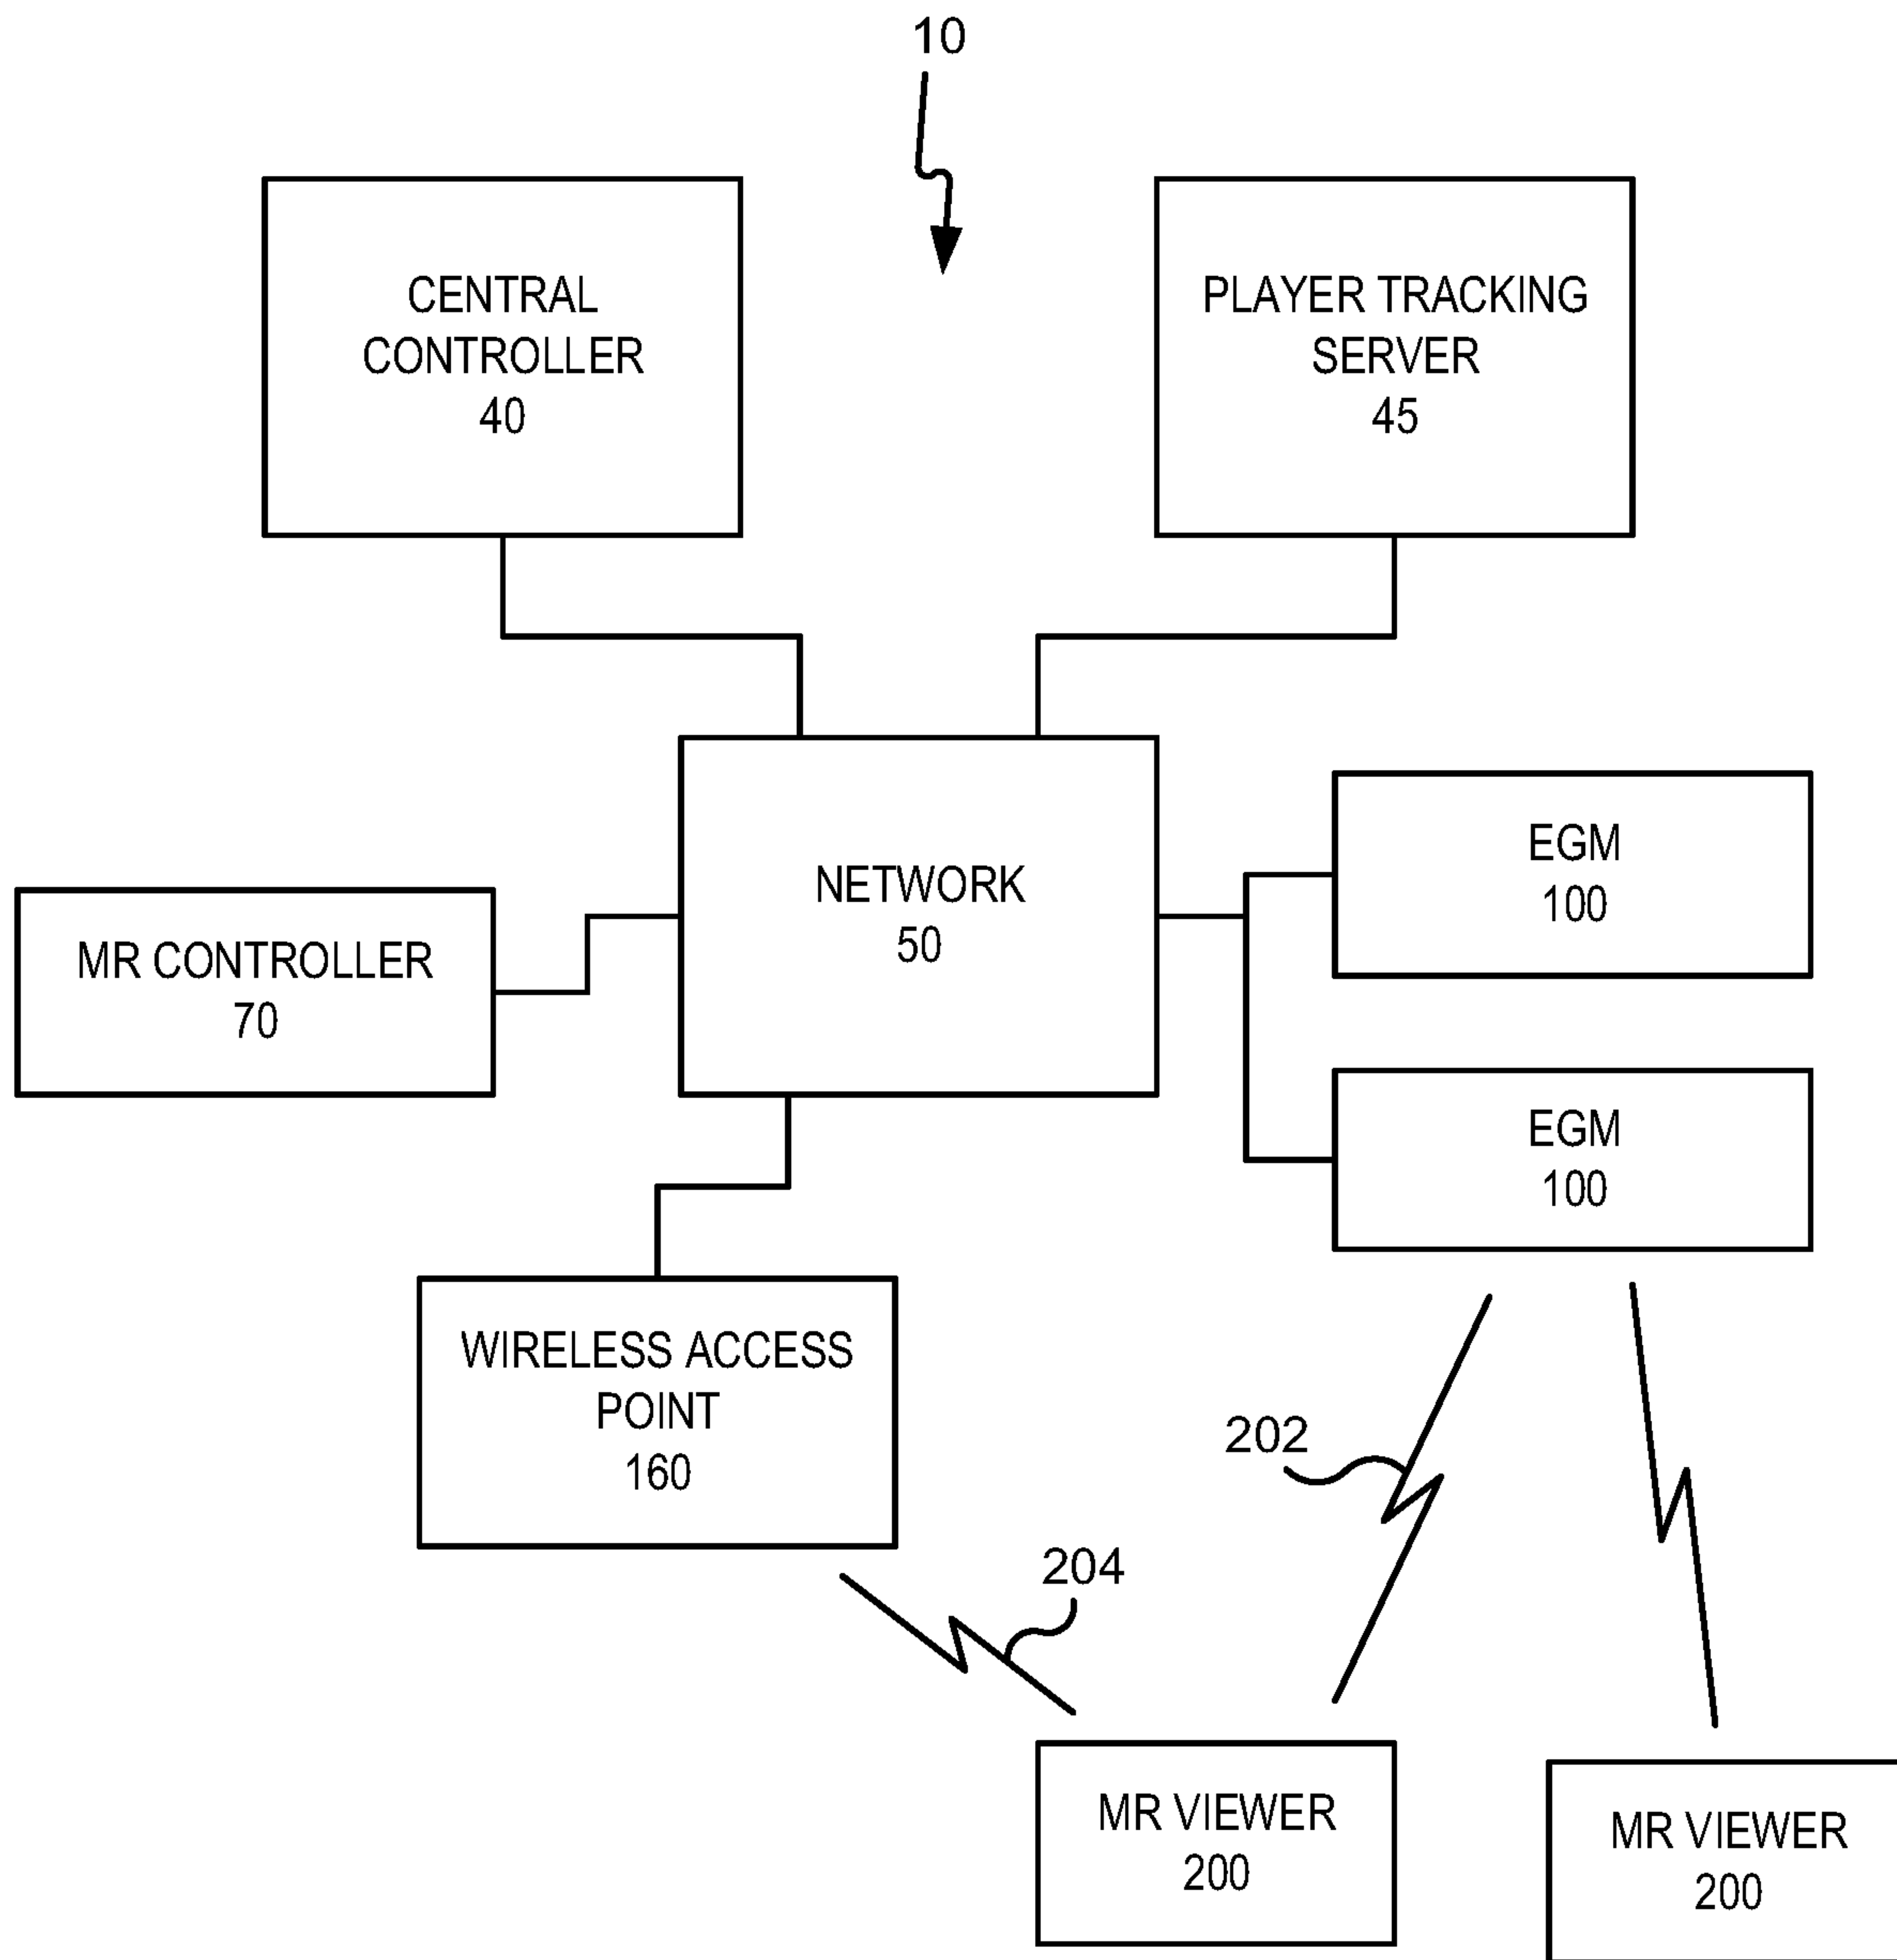 10
CENTRAL
CONTROLLER
40
PLAYER TRACKING
SERVER
45
NETWORK
50
EGM
100
MR CONTROLLER
70
EGM
100
WIRELESS ACCESS
POINT
160
202
204
MR VIEWER
200
MR VIEWER
200